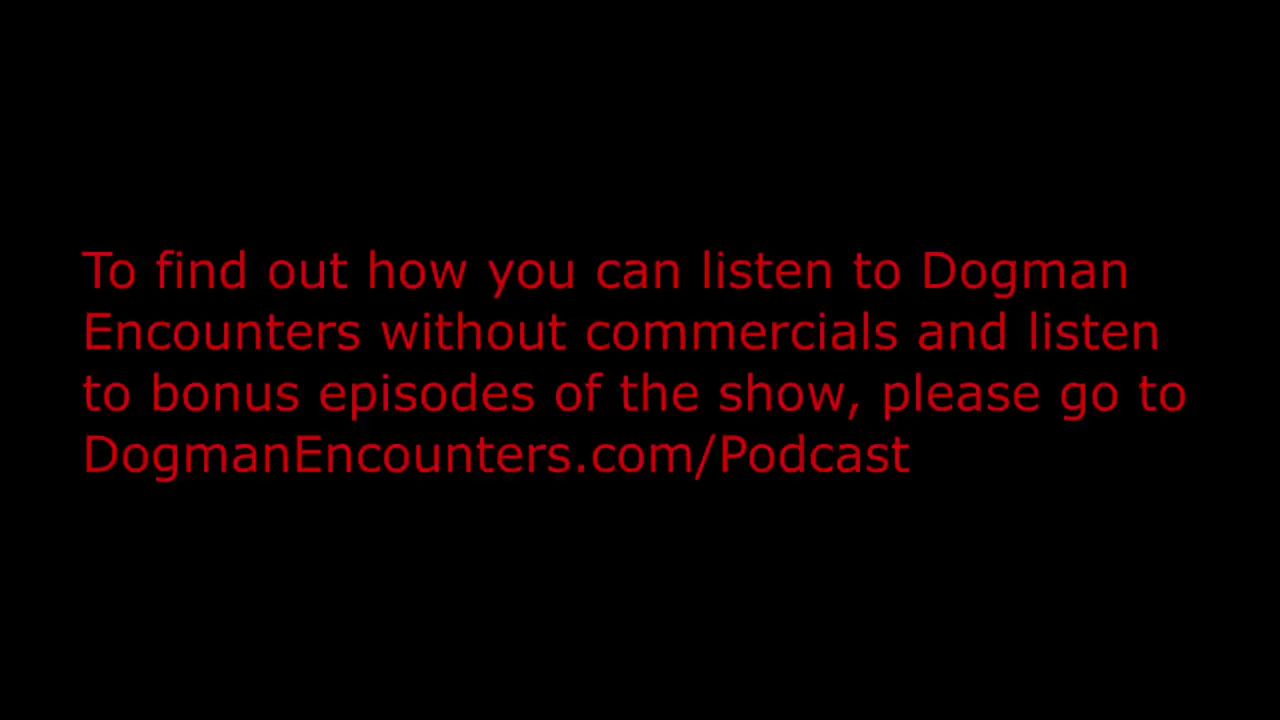 To find out how you can listen to Dogman
Encounters without commercials and listen
to bonus episodes of the show, please go to
DogmanEncounters.com/Podcast